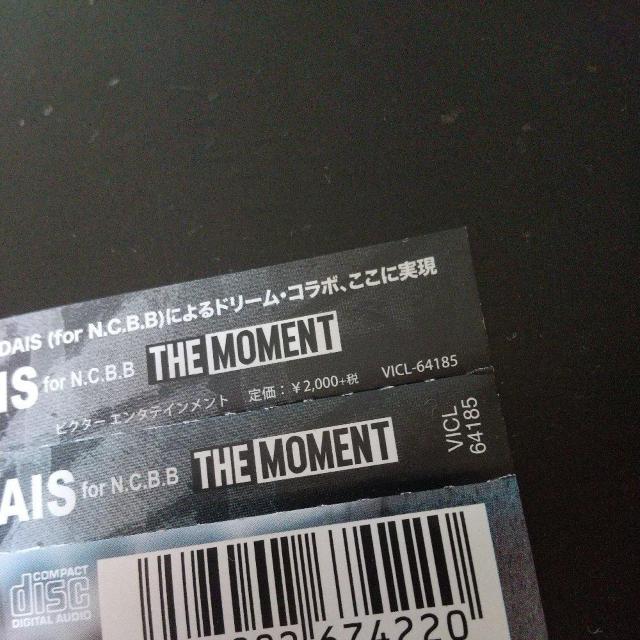 DAIS (for N.C.B.B)によるドリーム・コラボ、ここに実現
IS for N.C.B.B THE MOMENT
ビクターエンタテインメント 定価：￥2,000+税 VICL-64185
AIS for N.C.B.B THE MOMENT
VICL
64185
COMPACT
disc
DIGITAL AUDIO
674220